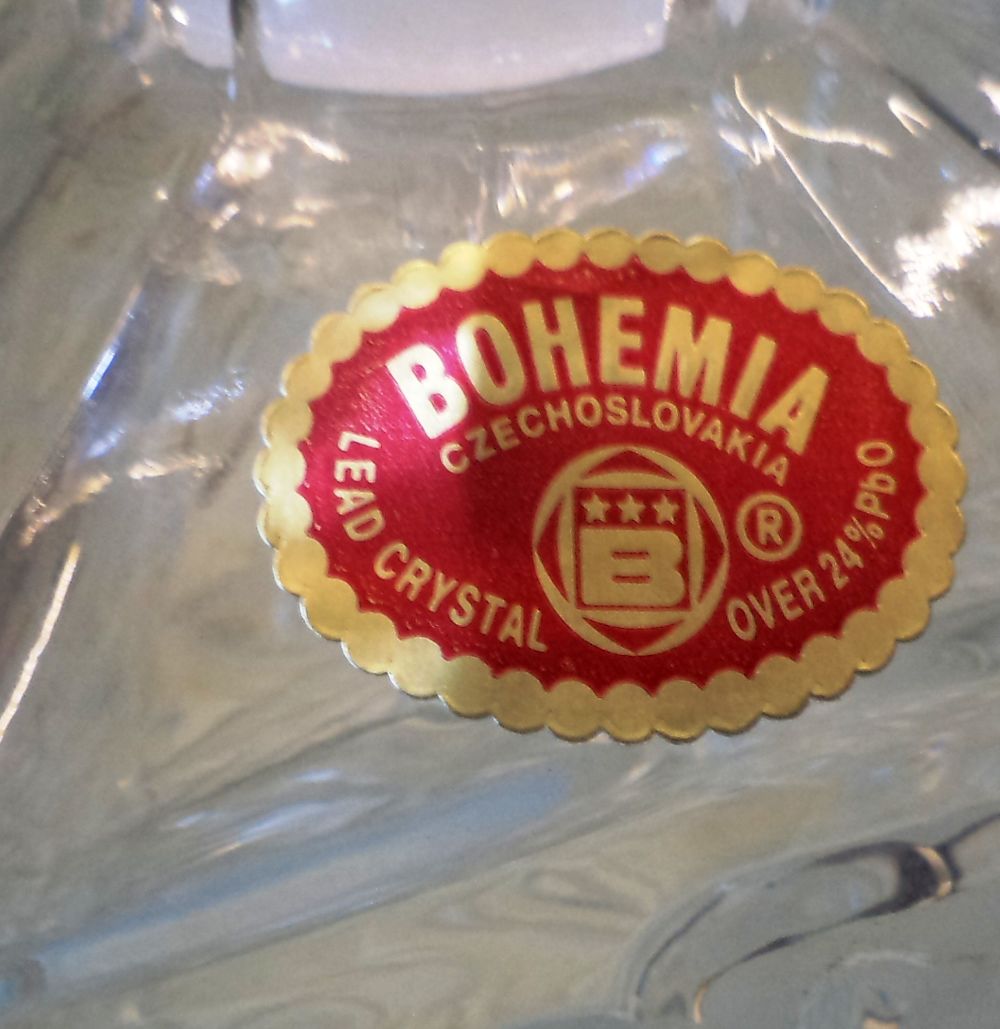 BOHEMIA
CZECHOSLOVAKIA
LEAD CRYSTAL
B
®
OVER 24% PbO